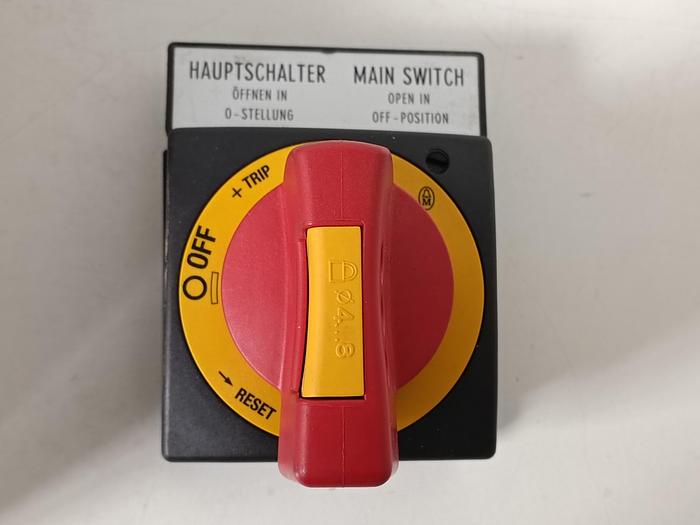 HAUPTSCHALTER MAIN SWITCH
ÖFFNEN IN OPEN IN
0-STELLUNG OFF-POSITION
+ TRIP
M
O OFF
Ø4...8
→ RESET